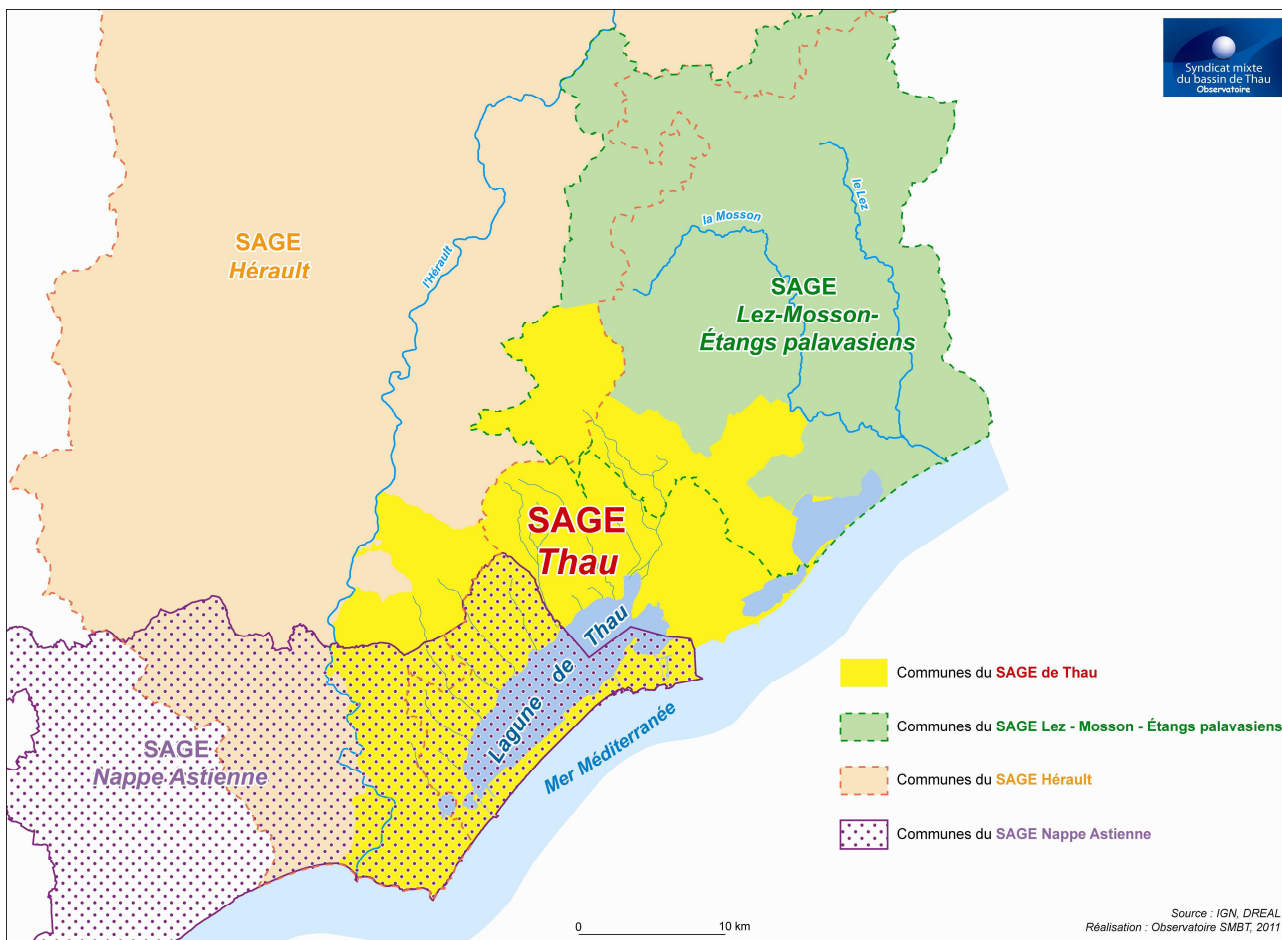 Syndicat mixte
du bassin de Thau
Observatoire
SAGE
Hérault
l'Hérault
la Mosson
le Lez
SAGE
Lez-Mosson-
Étangs palavasiens
SAGE
Thau
Lagune de Thau
Mer Méditerranée
SAGE
Nappe Astienne
Communes du SAGE de Thau
Communes du SAGE Lez - Mosson - Étangs palavasiens
Communes du SAGE Hérault
Communes du SAGE Nappe Astienne
0 10 km
Source : IGN, DREAL
Réalisation : Observatoire SMBT, 2011